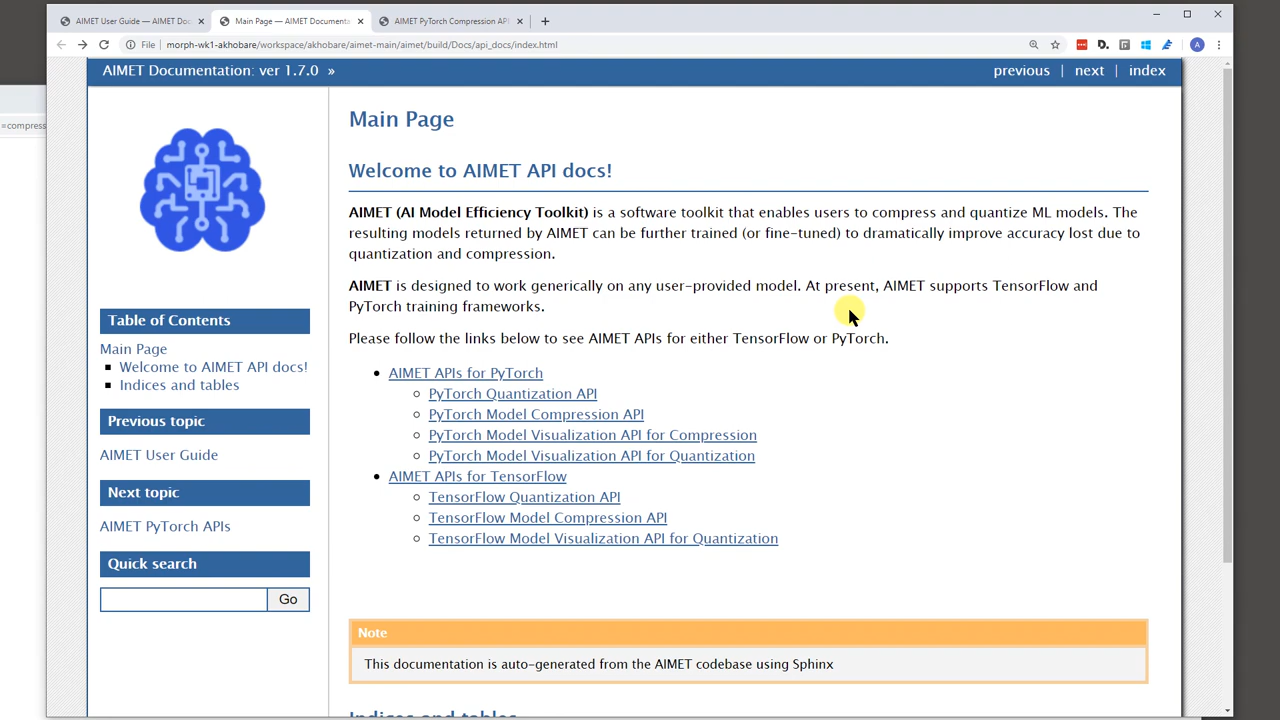 AIMET User Guide — AIMET Doc
Main Page — AIMET Documenta
AIMET PyTorch Compression API
File
morph-wk1-akhobare/workspace/akhobare/aimet-main/aimet/build/Docs/api_docs/index.html
A
=compress
AIMET Documentation: ver 1.7.0 »
previous | next | index
Main Page
Welcome to AIMET API docs!
AIMET (AI Model Efficiency Toolkit) is a software toolkit that enables users to compress and quantize ML models. The
resulting models returned by AIMET can be further trained (or fine-tuned) to dramatically improve accuracy lost due to
quantization and compression.
AIMET is designed to work generically on any user-provided model. At present, AIMET supports TensorFlow and
PyTorch training frameworks.
Please follow the links below to see AIMET APIs for either TensorFlow or PyTorch.
AIMET APIs for PyTorch
PyTorch Quantization API
PyTorch Model Compression API
PyTorch Model Visualization API for Compression
PyTorch Model Visualization API for Quantization
AIMET APIs for TensorFlow
TensorFlow Quantization API
TensorFlow Model Compression API
TensorFlow Model Visualization API for Quantization
Note
This documentation is auto-generated from the AIMET codebase using Sphinx
Indices and tables
Table of Contents
Main Page
Welcome to AIMET API docs!
Indices and tables
Previous topic
AIMET User Guide
Next topic
AIMET PyTorch APIs
Quick search
Go